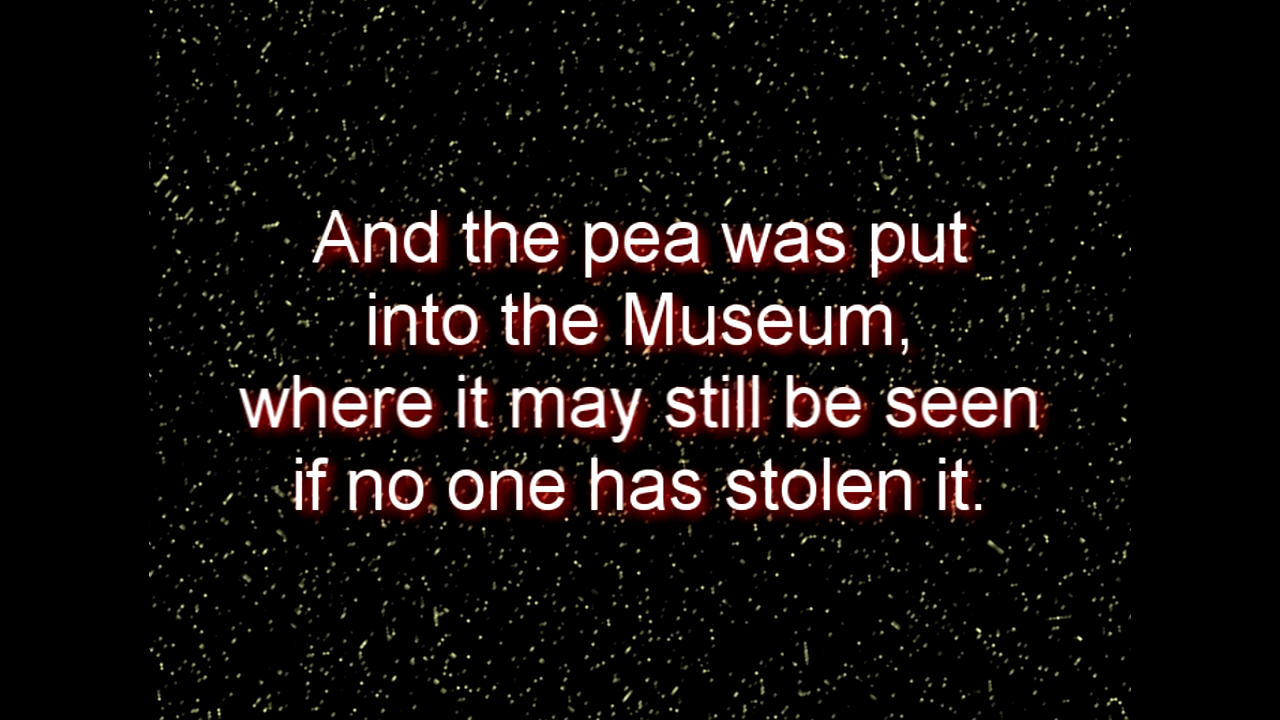 And the pea was put
into the Museum,
where it may still be seen
if no one has stolen it.